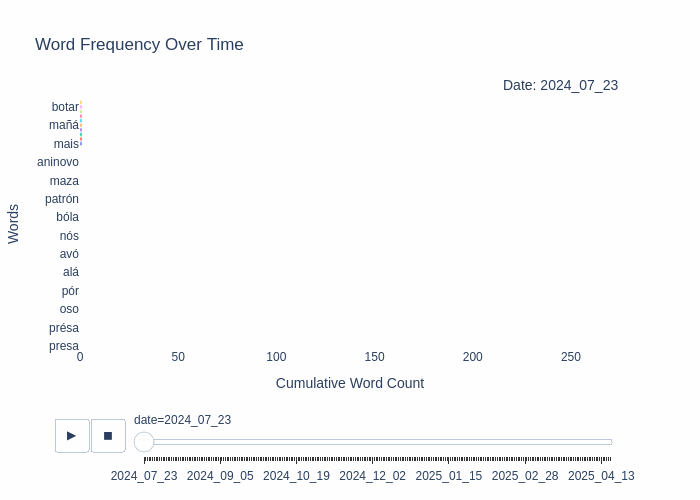 Word Frequency Over Time
Date: 2024_07_23
botar
mañá
mais
aninovo
maza
patrón
bóla
nós
avó
alá
pór
oso
présa
presa
Words
0 50 100 150 200 250
Cumulative Word Count
date=2024_07_23
2024_07_23 2024_09_05 2024_10_19 2024_12_02 2025_01_15 2025_02_28 2025_04_13